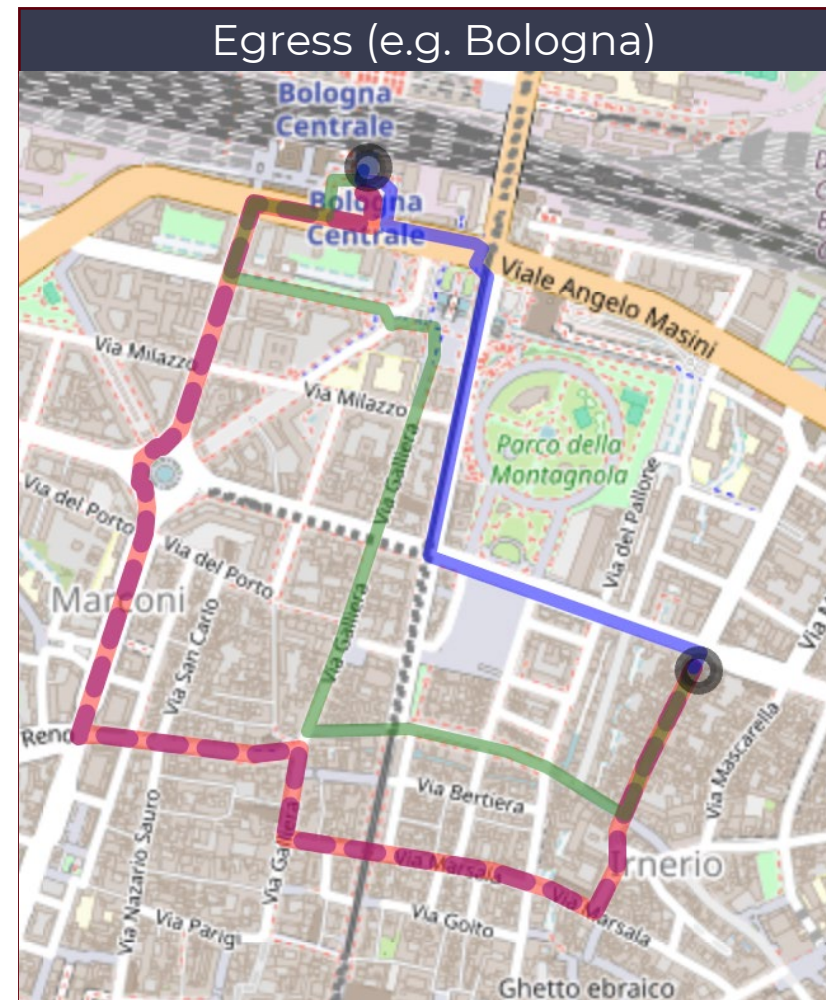 Egress (e.g. Bologna)
Bologna
Centrale
Bologna
Centrale
Viale Angelo Masini
Via Milazzo
Via Milazzo
Parco della
Montagnola
Via Galliera
Via del Pallone
Via del Porto
Via del Porto
Marconi
Via San Carlo
Via Galliera
Reno
Via Mascarella
Via Bertiera
Via Nazario Sauro
Via Galliera
Via Marsala
Irnerio
Via Marsala
Via Parigi
Via Goito
Ghetto ebraico